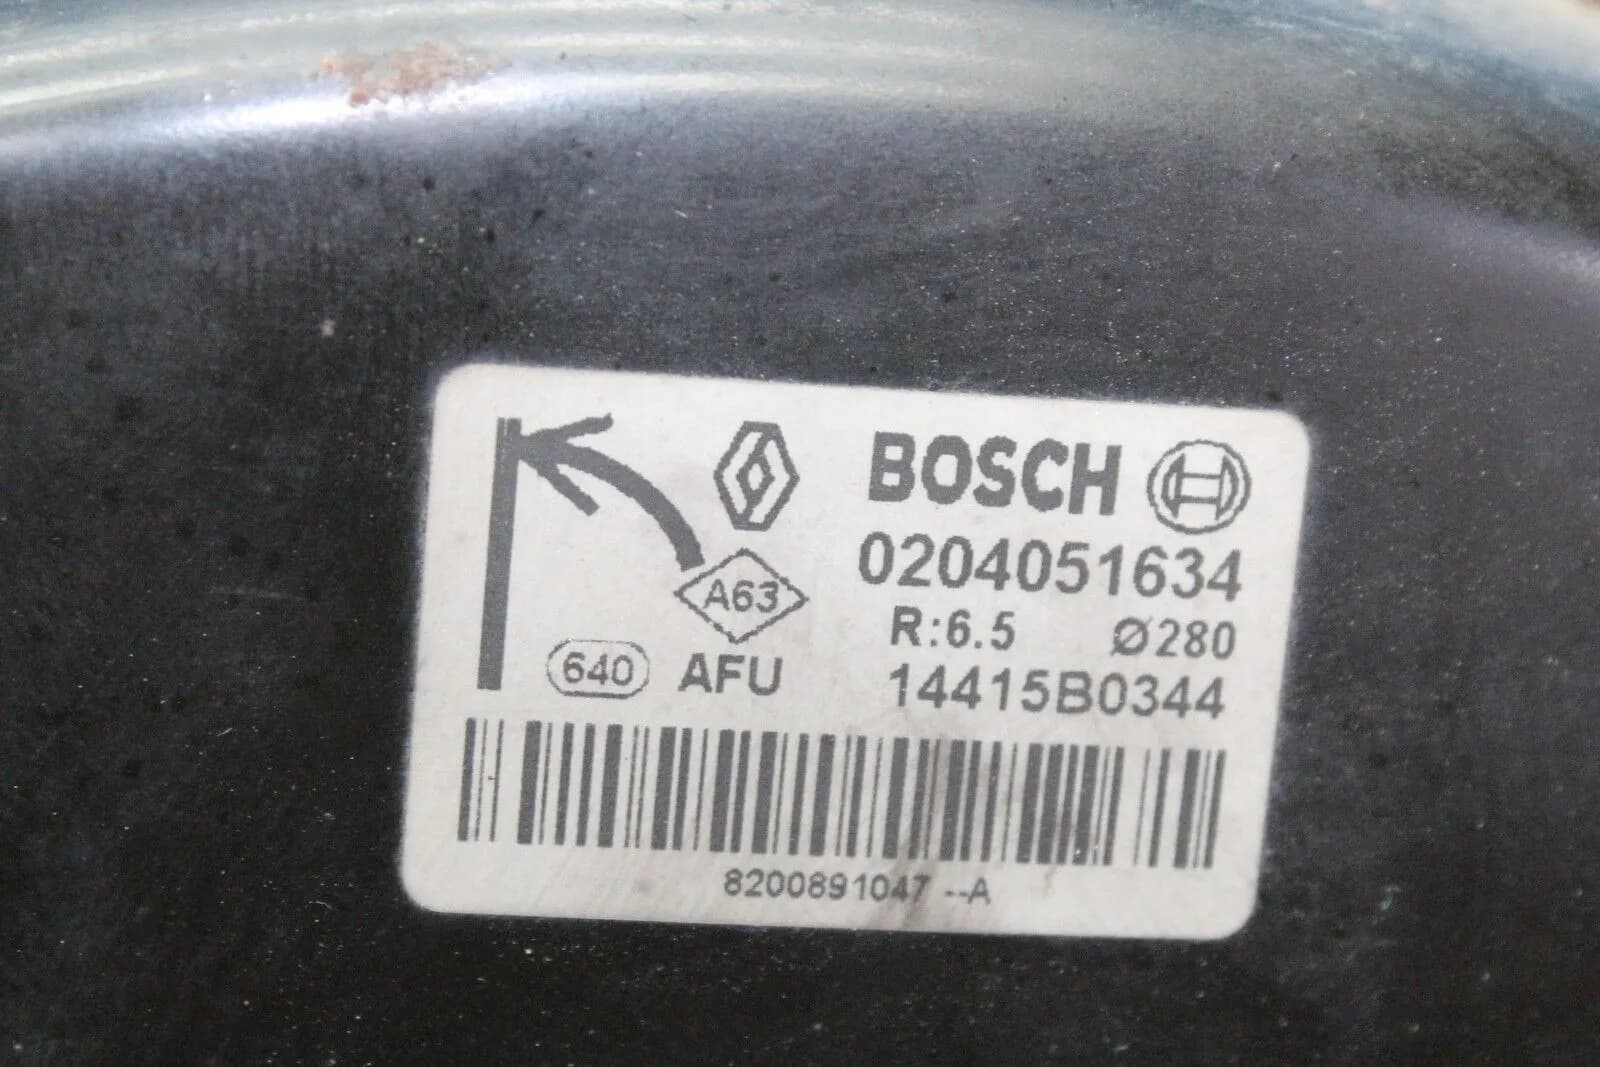 BOSCH
0204051634
A63
R:6.5 Ø280
640 AFU 14415B0344
8200891047 --A